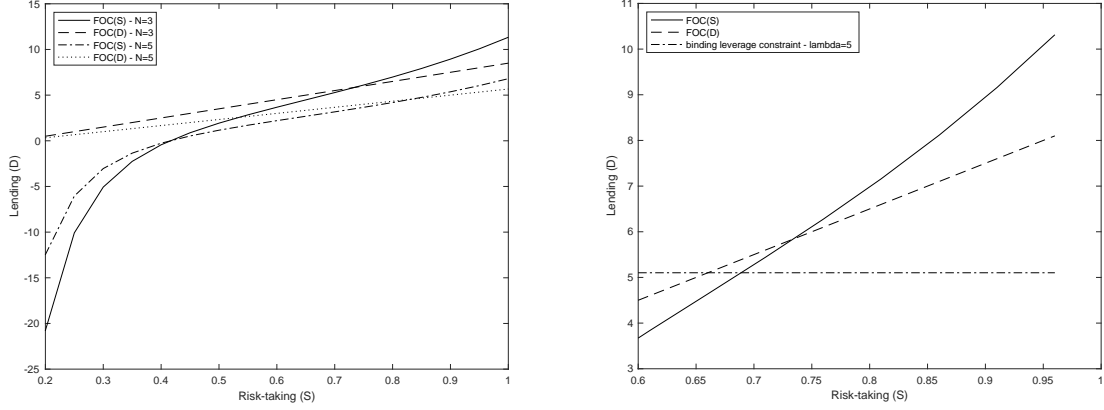 15
10
5
0
-5
-10
-15
-20
-25
Lending (D)
FOC(S) - N=3
FOC(D) - N=3
FOC(S) - N=5
FOC(D) - N=5
0.2 0.3 0.4 0.5 0.6 0.7 0.8 0.9 1
Risk-taking (S)
11
10
9
8
7
6
5
4
3
Lending (D)
FOC(S)
FOC(D)
binding leverage constraint - lambda=5
0.6 0.65 0.7 0.75 0.8 0.85 0.9 0.95 1
Risk-taking (S)